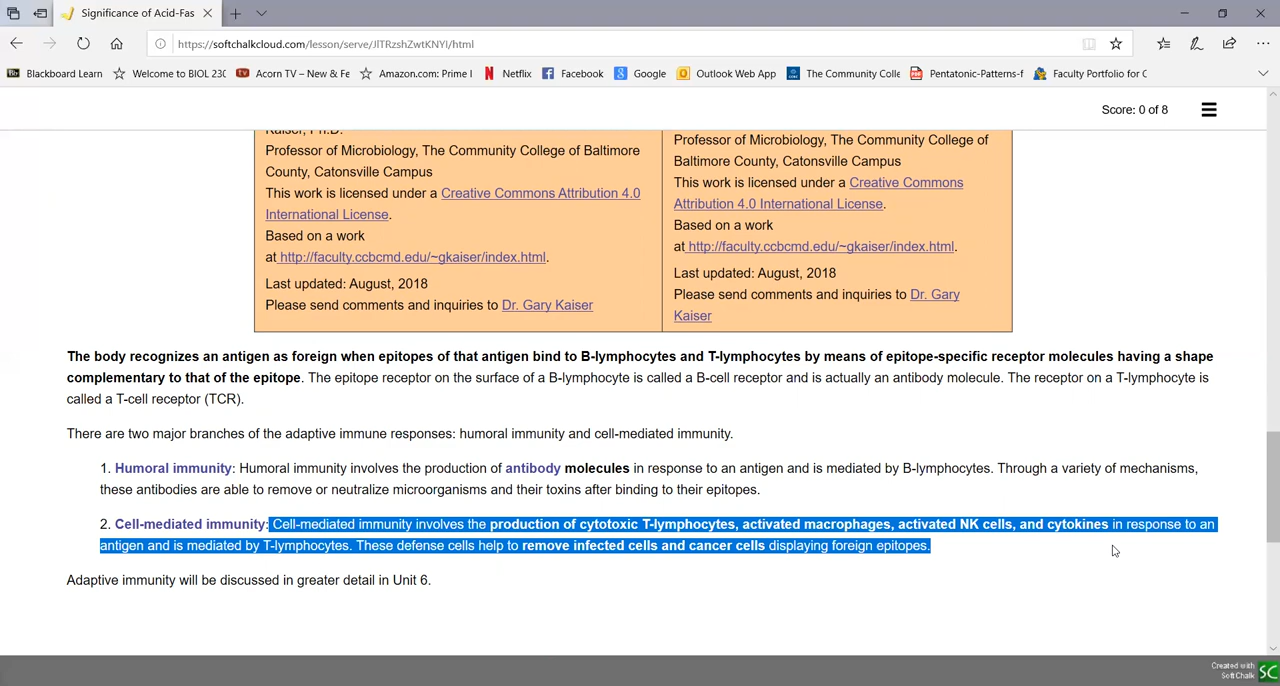 Significance of Acid-Fas
https://softchalkcloud.com/lesson/serve/JlTRzshZwtKNYI/html
Blackboard Learn
Welcome to BIOL 230
Acorn TV – New & Fe
Amazon.com: Prime I
Netflix
Facebook
Google
Outlook Web App
The Community Colle
Pentatonic-Patterns-f
Faculty Portfolio for C
Score: 0 of 8
Kaiser, Ph.D.
Professor of Microbiology, The Community College of Baltimore
County, Catonsville Campus
This work is licensed under a Creative Commons Attribution 4.0
International License.
Based on a work
at http://faculty.ccbcmd.edu/~gkaiser/index.html.
Last updated: August, 2018
Please send comments and inquiries to Dr. Gary Kaiser
Professor of Microbiology, The Community College of
Baltimore County, Catonsville Campus
This work is licensed under a Creative Commons
Attribution 4.0 International License.
Based on a work
at http://faculty.ccbcmd.edu/~gkaiser/index.html.
Last updated: August, 2018
Please send comments and inquiries to Dr. Gary
Kaiser
The body recognizes an antigen as foreign when epitopes of that antigen bind to B-lymphocytes and T-lymphocytes by means of epitope-specific receptor molecules having a shape
complementary to that of the epitope. The epitope receptor on the surface of a B-lymphocyte is called a B-cell receptor and is actually an antibody molecule. The receptor on a T-lymphocyte is
called a T-cell receptor (TCR).
There are two major branches of the adaptive immune responses: humoral immunity and cell-mediated immunity.
1. Humoral immunity: Humoral immunity involves the production of antibody molecules in response to an antigen and is mediated by B-lymphocytes. Through a variety of mechanisms,
these antibodies are able to remove or neutralize microorganisms and their toxins after binding to their epitopes.
2. Cell-mediated immunity: Cell-mediated immunity involves the production of cytotoxic T-lymphocytes, activated macrophages, activated NK cells, and cytokines in response to an
antigen and is mediated by T-lymphocytes. These defense cells help to remove infected cells and cancer cells displaying foreign epitopes.
Adaptive immunity will be discussed in greater detail in Unit 6.
Created with
SoftChalk
SC